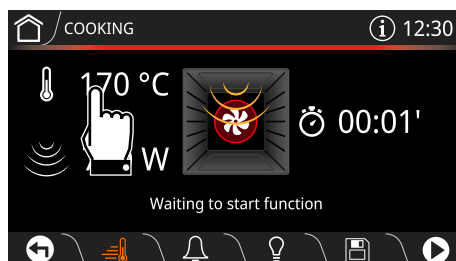 COOKING
i 12:30
170 °C
00:01'
W
Waiting to start function